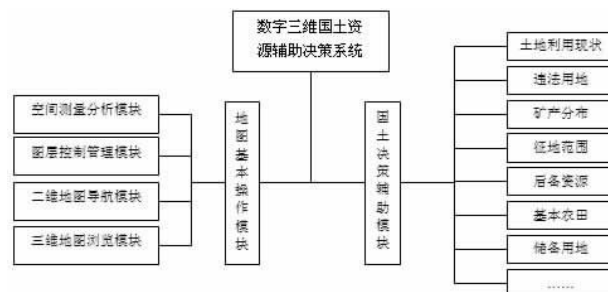 数字三维国土资
源辅助决策系统
空间测量分析模块
图层控制管理模块
二维地图导航模块
三维地图浏览模块
地图基本操作模块
国土决策辅助模块
土地利用现状
违法用地
矿产分布
征地范围
后备资源
基本农田
储备用地
……